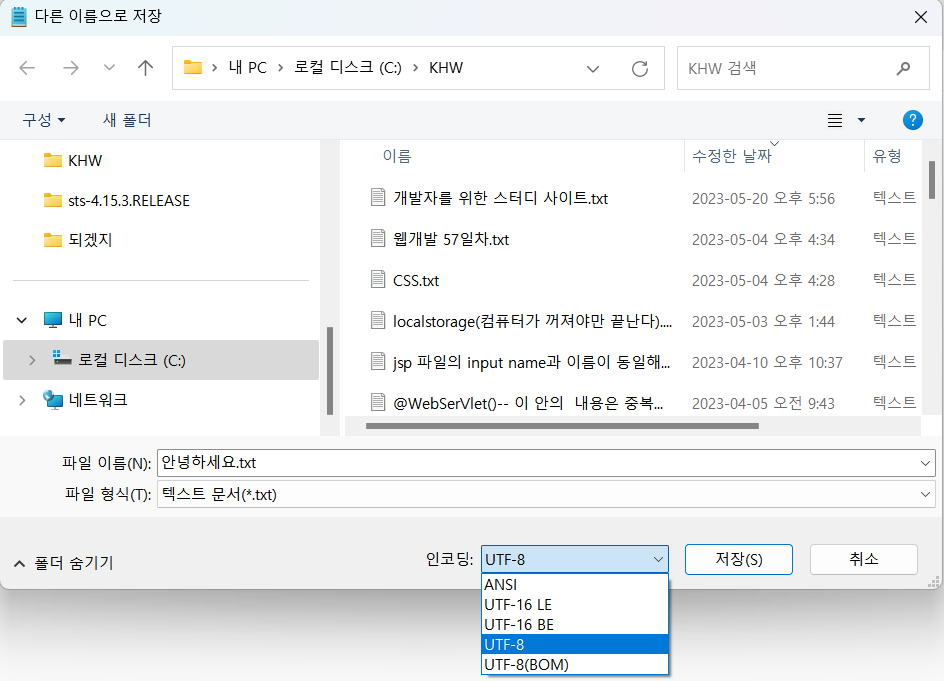 다른 이름으로 저장
내 PC > 로컬 디스크 (C:) > KHW
KHW 검색
구성
새 폴더
KHW
sts-4.15.3.RELEASE
되겠지
내 PC
로컬 디스크 (C:)
네트워크
이름 수정한 날짜 유형
개발자를 위한 스터디 사이트.txt 2023-05-20 오후 5:56 텍스트
웹개발 57일차.txt 2023-05-04 오후 4:34 텍스트
CSS.txt 2023-05-04 오후 4:28 텍스트
localstorage(컴퓨터가 꺼져야만 끝난다).... 2023-05-03 오후 1:44 텍스트
jsp 파일의 input name과 이름이 동일해... 2023-04-10 오후 10:37 텍스트
@WebSerVlet()-- 이 안의  내용은 중복... 2023-04-05 오전 9:43 텍스트
파일 이름(N): 안녕하세요.txt
파일 형식(T): 텍스트 문서(*.txt)
폴더 숨기기
인코딩: UTF-8
저장(S)
취소
ANSI
UTF-16 LE
UTF-16 BE
UTF-8
UTF-8(BOM)